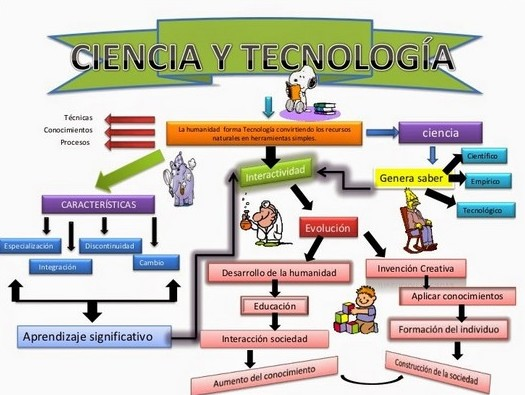 CIENCIA Y TECNOLOGÍA
Técnicas
Conocimientos
Procesos
La humanidad forma Tecnología convirtiendo los recursos
naturales en herramientas simples.
ciencia
Científico
Interactividad
Genera saber
Empírico
CARACTERÍSTICAS
Tecnológico
Evolución
Especialización
Discontinuidad
Integración
Cambio
Desarrollo de la humanidad
Invención Creativa
Educación
Aplicar conocimientos
Aprendizaje significativo
Interacción sociedad
Formación del individuo
Aumento del conocimiento
Construcción de la sociedad